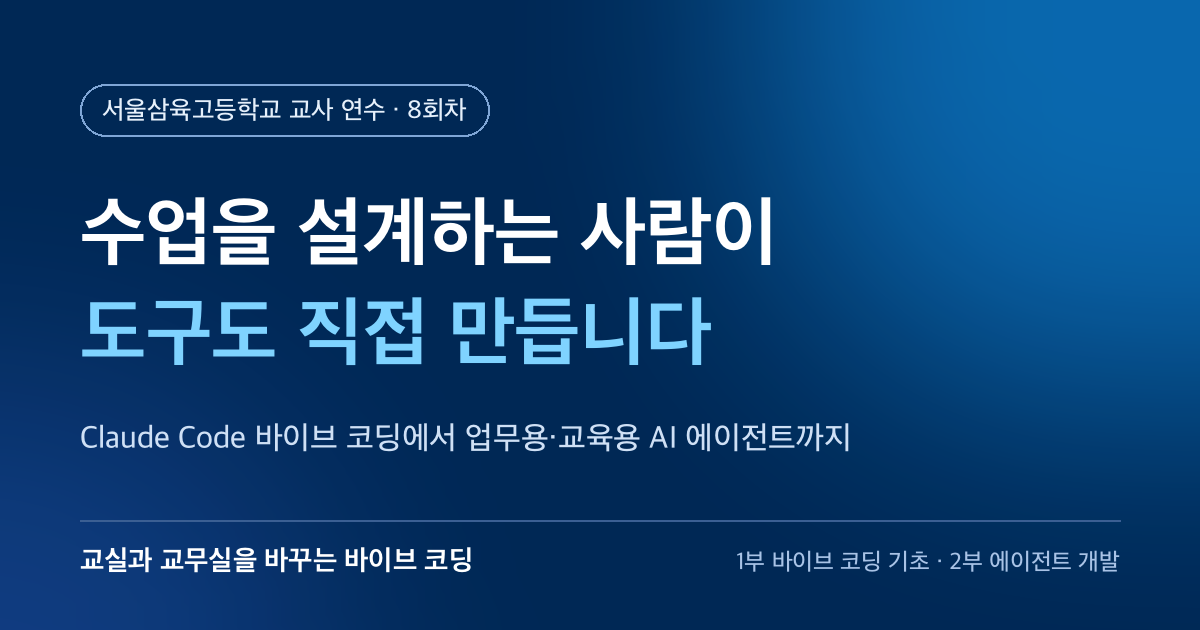 서울삼육고등학교 교사 연수 · 8회차
수업을 설계하는 사람이
도구도 직접 만듭니다
Claude Code 바이브 코딩에서 업무용·교육용 AI 에이전트까지
교실과 교무실을 바꾸는 바이브 코딩
1부 바이브 코딩 기초 · 2부 에이전트 개발